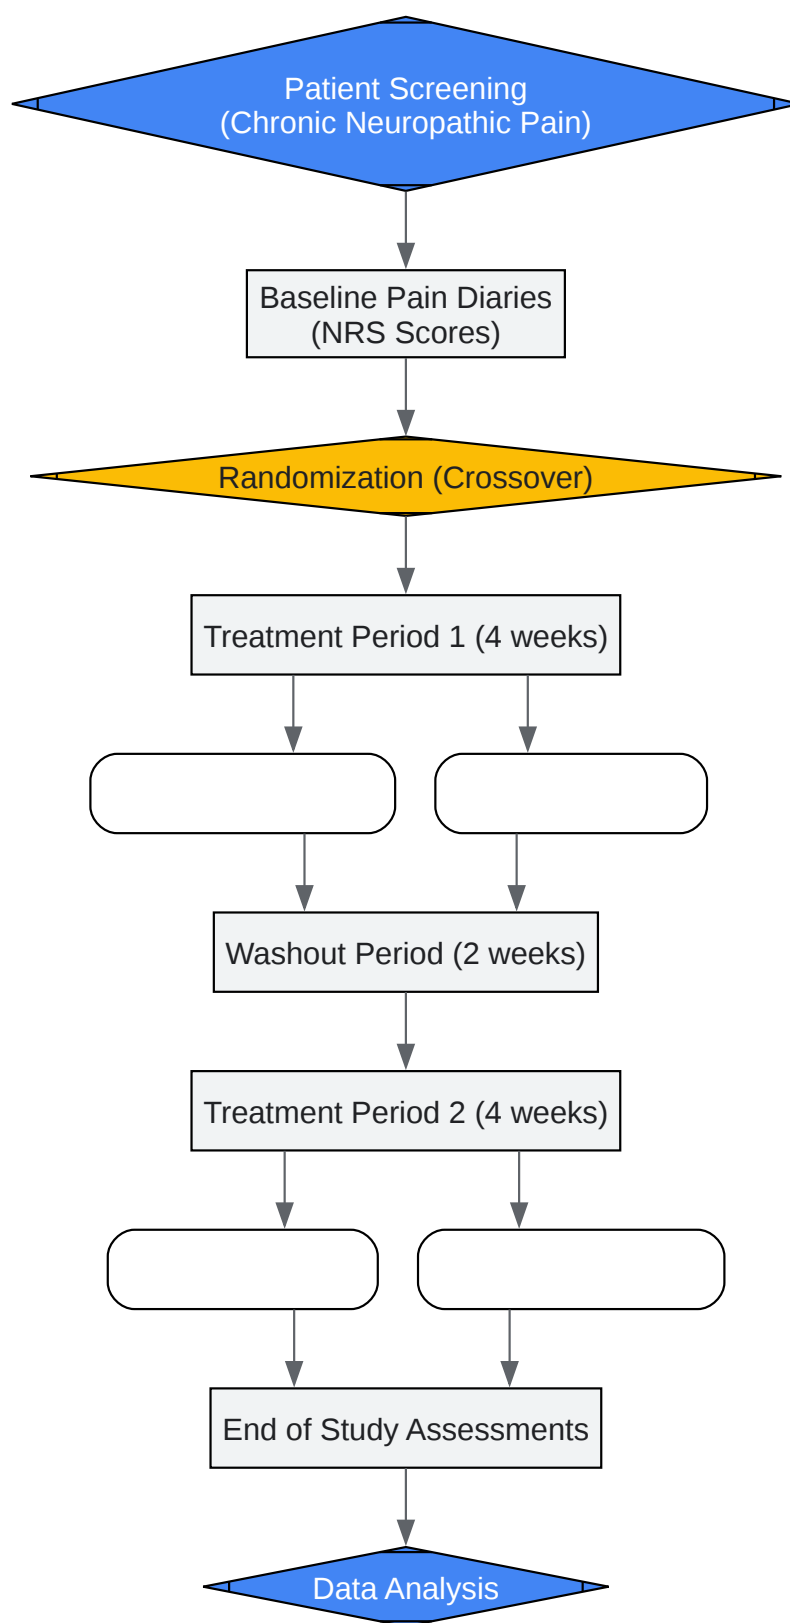 Patient Screening
(Chronic Neuropathic Pain)
Baseline Pain Diaries
(NRS Scores)
Randomization (Crossover)
Treatment Period 1 (4 weeks)
Washout Period (2 weeks)
Treatment Period 2 (4 weeks)
End of Study Assessments
Data Analysis